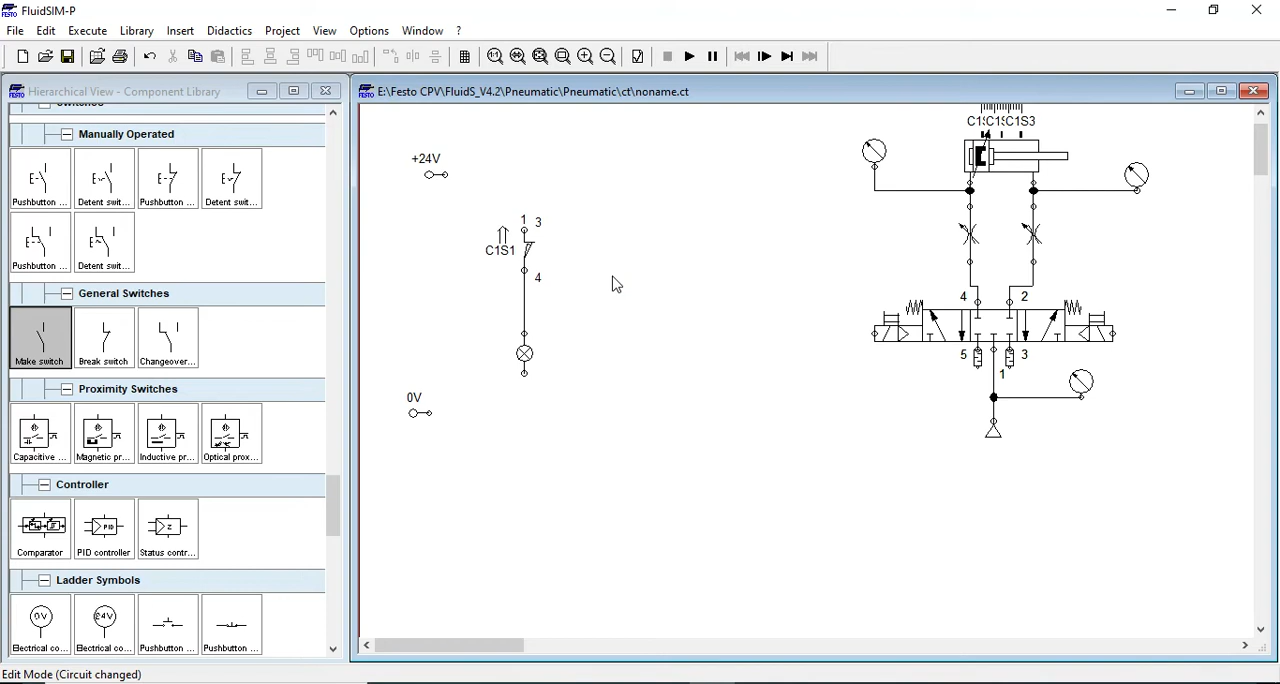 FluidSIM-P
File Edit Execute Library Insert Didactics Project View Options Window ?
Hierarchical View - Component Library
Manually Operated
Pushbutton ... Detent swit... Pushbutton ... Detent swit...
Pushbutton ... Detent swit...
General Switches
Make switch Break switch Changeover...
Proximity Switches
Capacitive ... Magnetic pr... Inductive pr... Optical prox...
Controller
Comparator PID controller Status contr...
Ladder Symbols
0V 24V
Electrical co... Electrical co... Pushbutton ... Pushbutton ...
Edit Mode (Circuit changed)
E:\Festo CPV\FluidS_V4.2\Pneumatic\Pneumatic\ct\noname.ct
+24V
1 3
C1S1
4
0V
C1S3
4 2
5 3
1